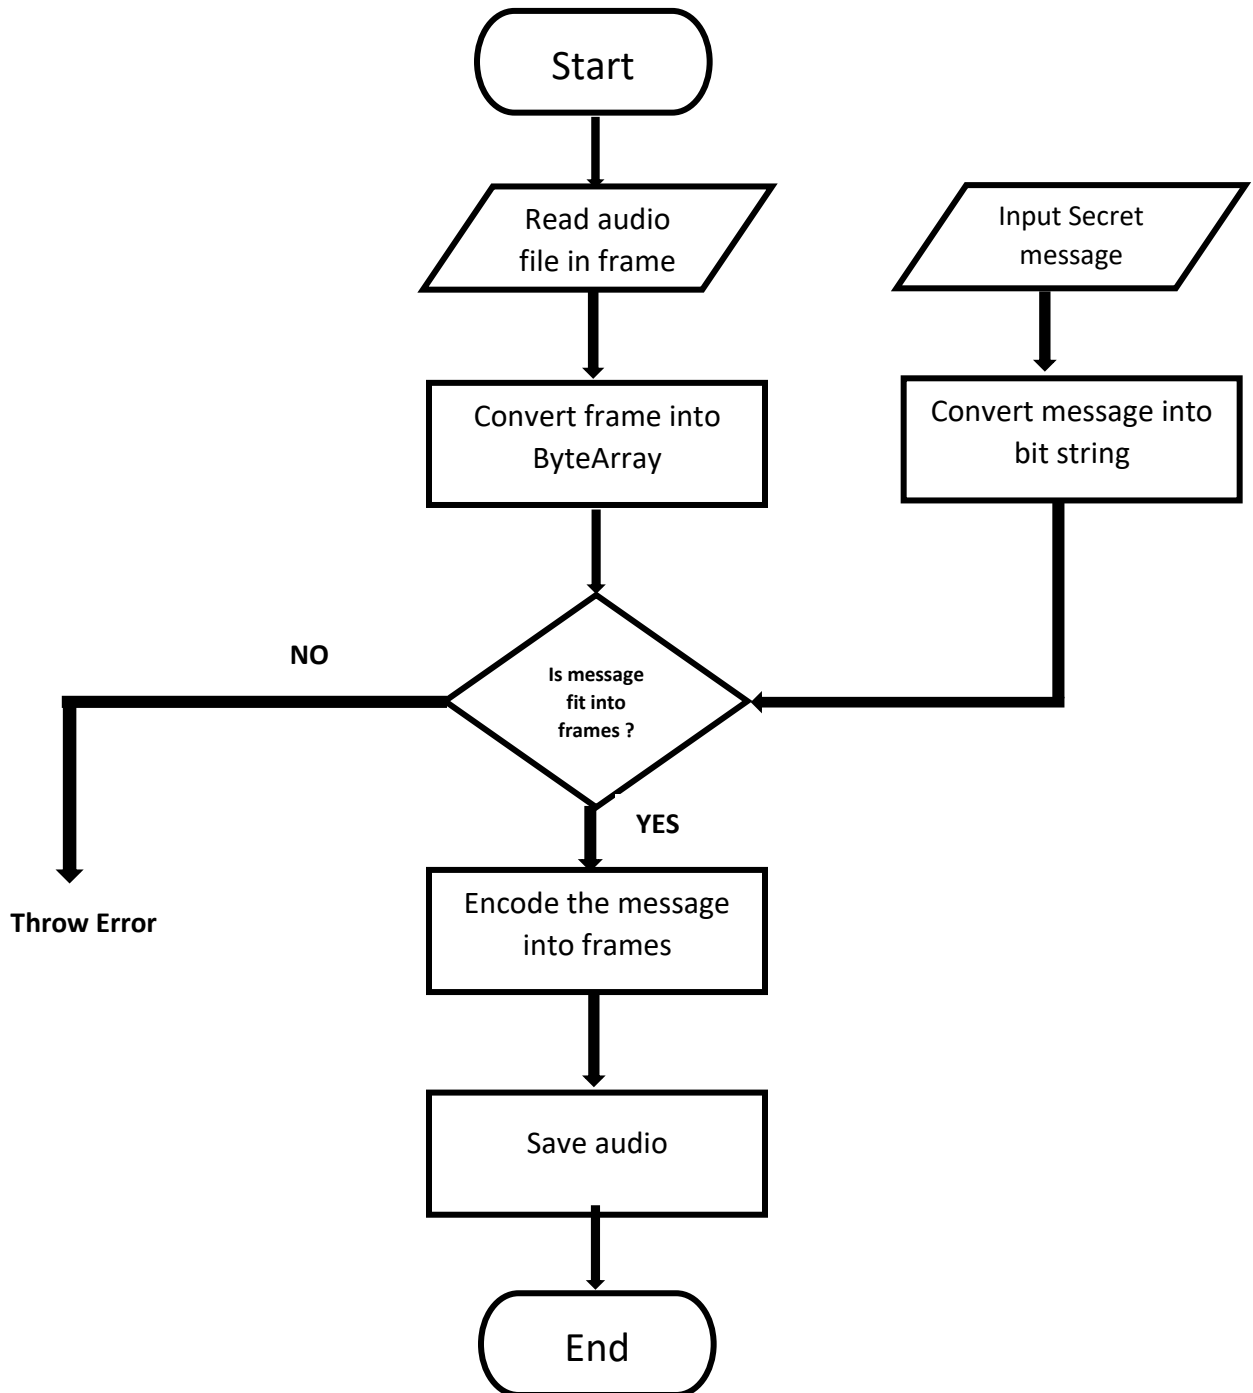 Start
Read audio
file in frame
Input Secret
message
Convert frame into
ByteArray
Convert message into
bit string
NO
Is message
fit into
frames ?
YES
Encode the message
into frames
Throw Error
Save audio
End